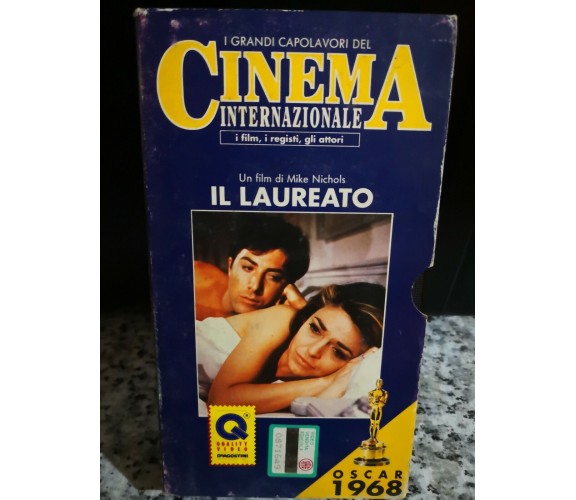 I GRANDI CAPOLAVORI DEL
CINEMA
INTERNAZIONALE
i film, i registi, gli attori
Un film di Mike Nichols
IL LAUREATO
Q
QUALITY
VIDEO
DeAGOSTINI
OSCAR
1968